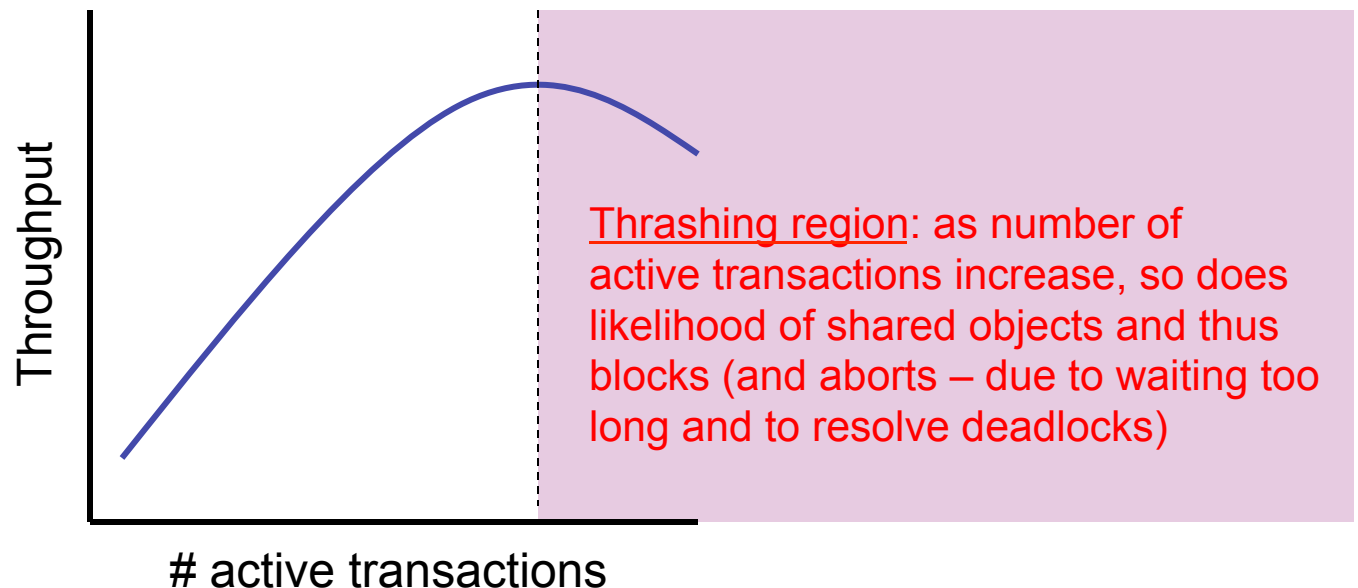 Throughput
Thrashing region: as number of
active transactions increase, so does
likelihood of shared objects and thus
blocks (and aborts – due to waiting too
long and to resolve deadlocks)
# active transactions